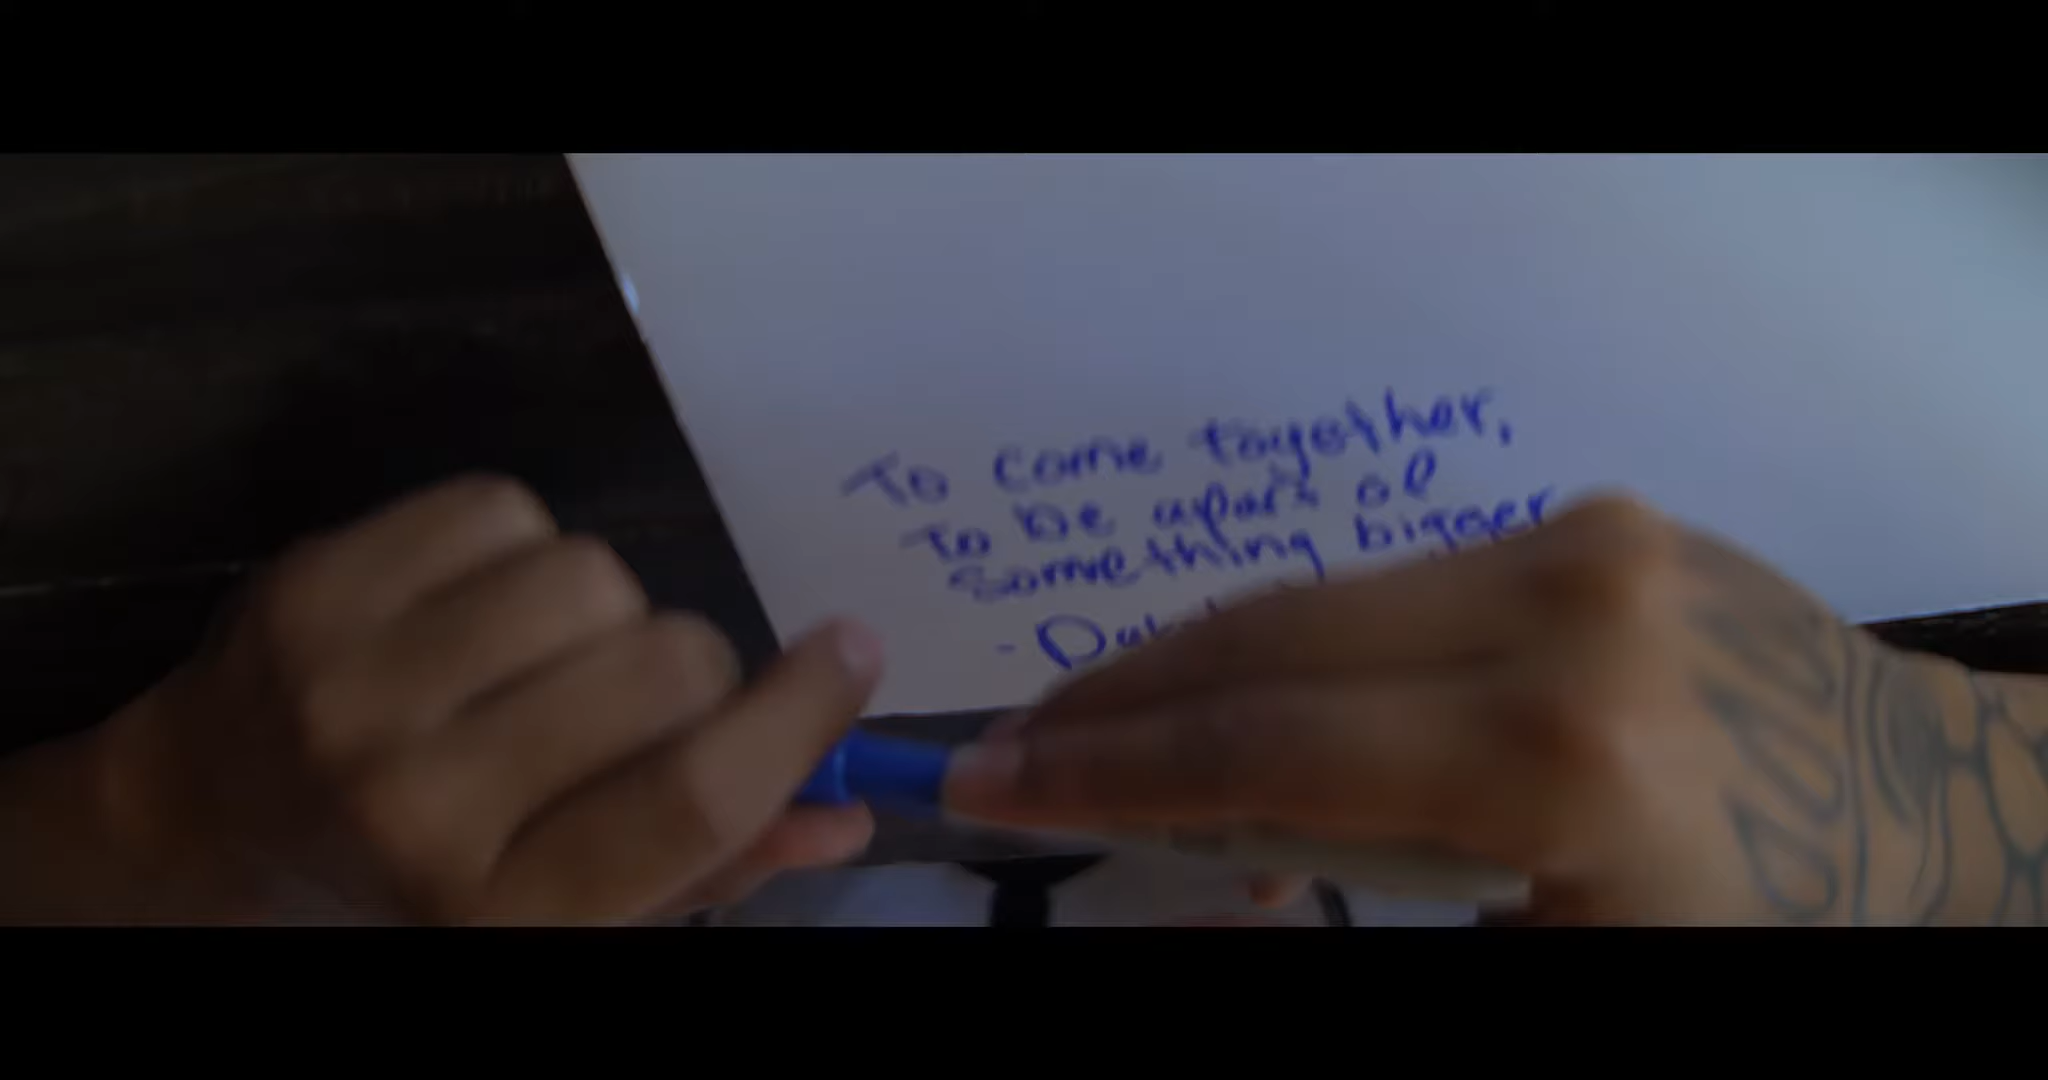 To come together,
To be apart of
something bigger
-